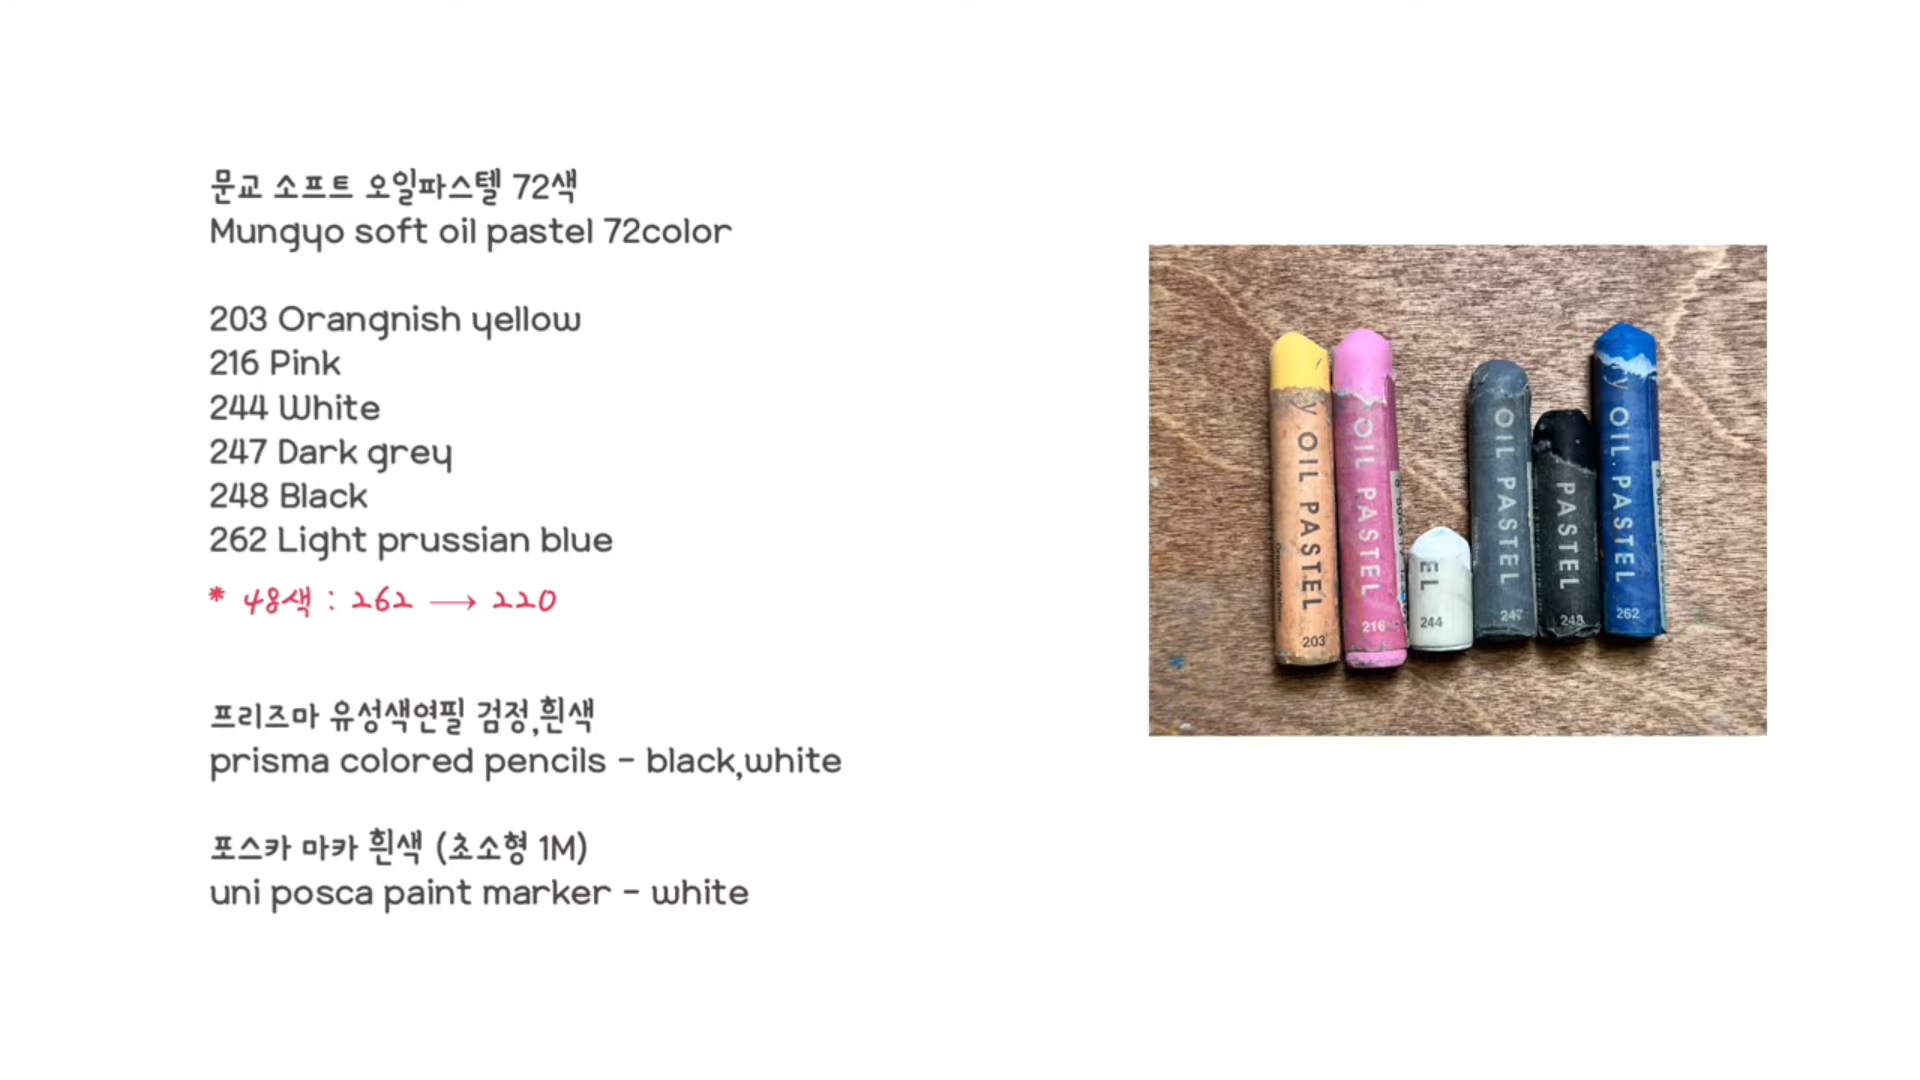 문교 소프트 오일파스텔 72색
Mungyo soft oil pastel 72color
203 Orangnish yellow
216 Pink
244 White
247 Dark grey
248 Black
262 Light prussian blue
* 48색 : 262 → 220
프리즈마 유성색연필 검정,흰색
prisma colored pencils - black,white
포스카 마카 흰색 (초소형 1M)
uni posca paint marker - white
y OIL PASTEL
203
OIL PASTEL
216
EL
244
OIL PASTEL
247
PASTEL
248
y OIL PASTEL
262